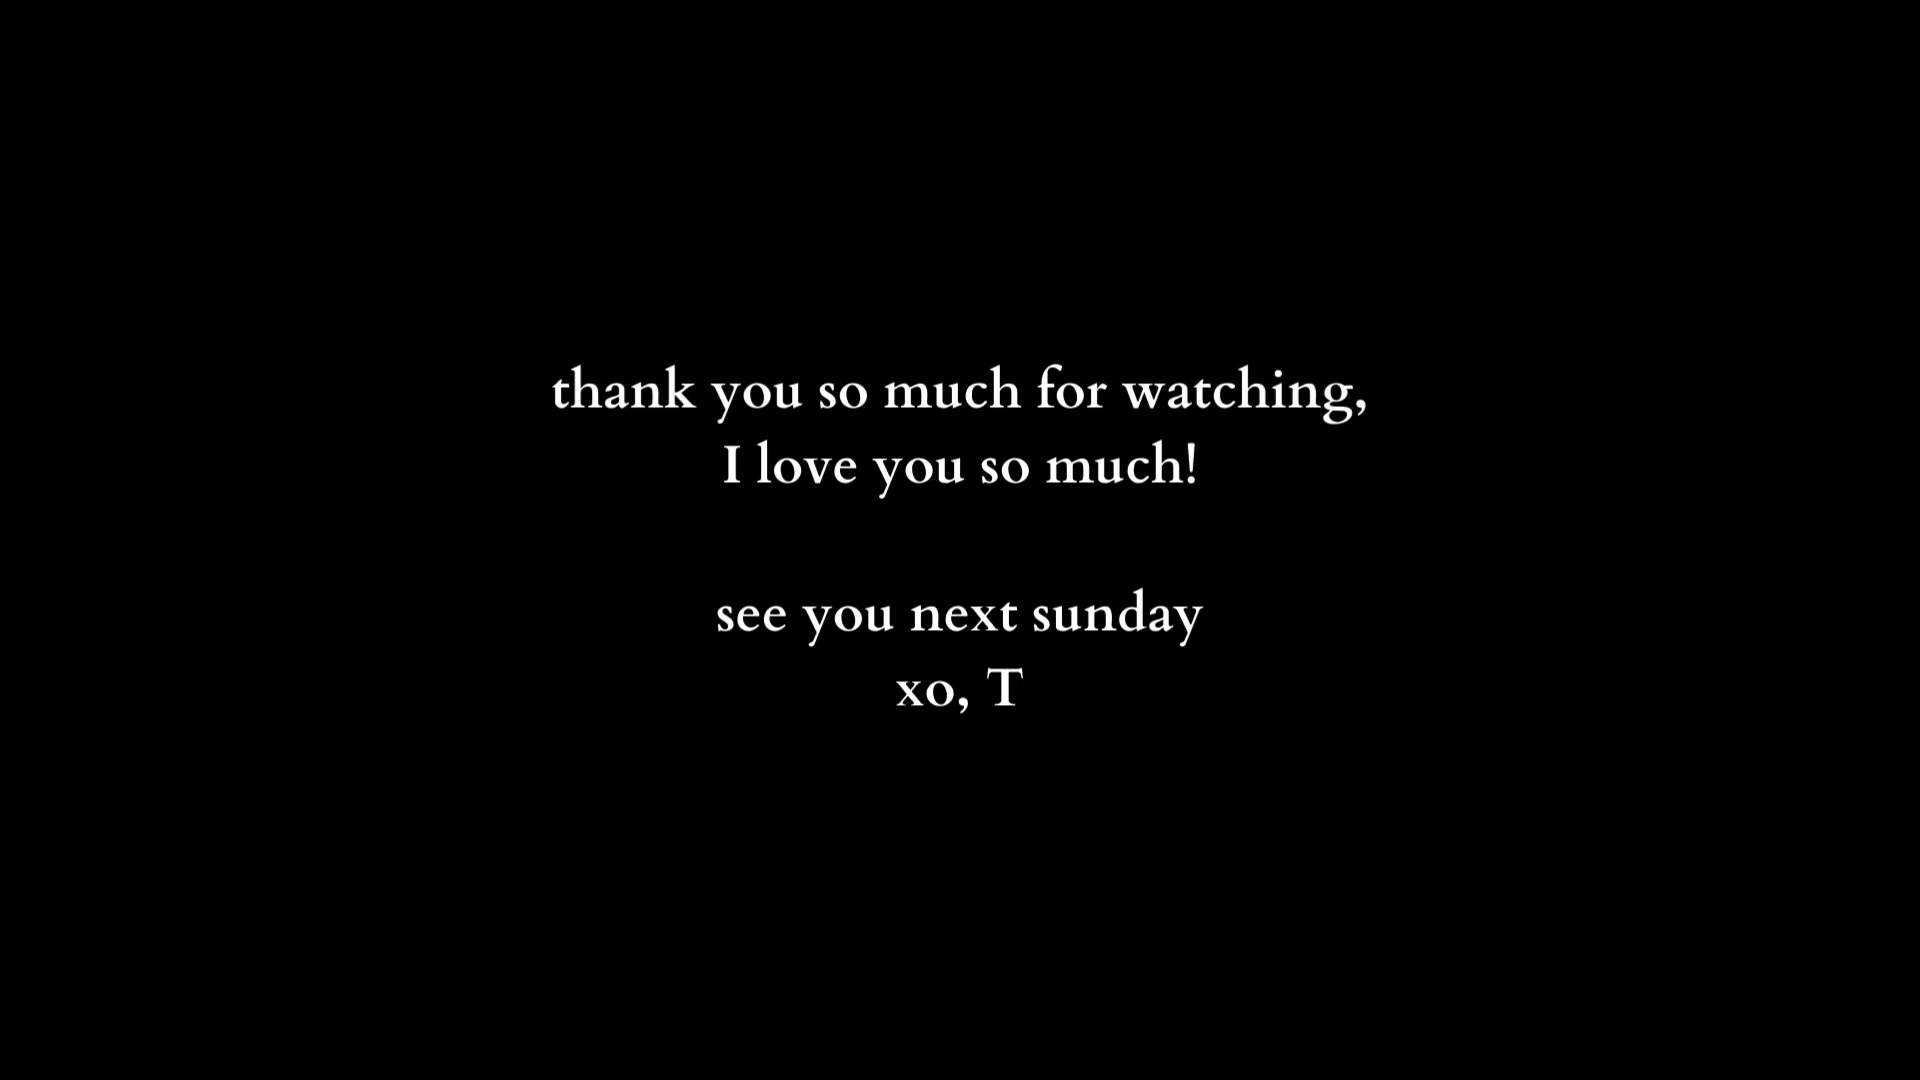 thank you so much for watching,
I love you so much!
see you next sunday
xo, T